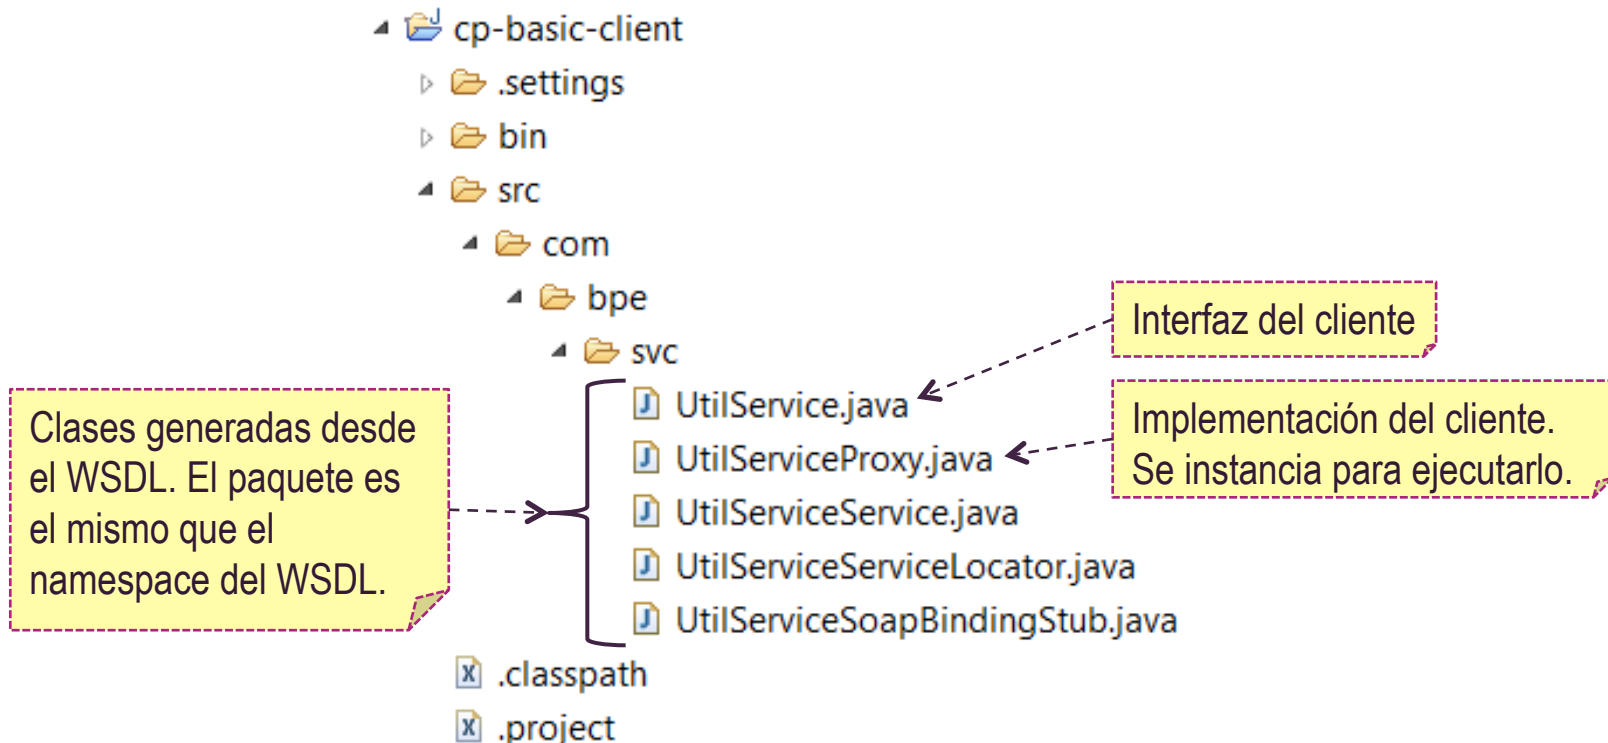 cp-basic-client
.settings
bin
src
com
bpe
svc
UtilService.java
UtilServiceProxy.java
UtilServiceService.java
UtilServiceServiceLocator.java
UtilServiceSoapBindingStub.java
.classpath
.project
Clases generadas desde
el WSDL. El paquete es
el mismo que el
namespace del WSDL.
Interfaz del cliente
Implementación del cliente.
Se instancia para ejecutarlo.